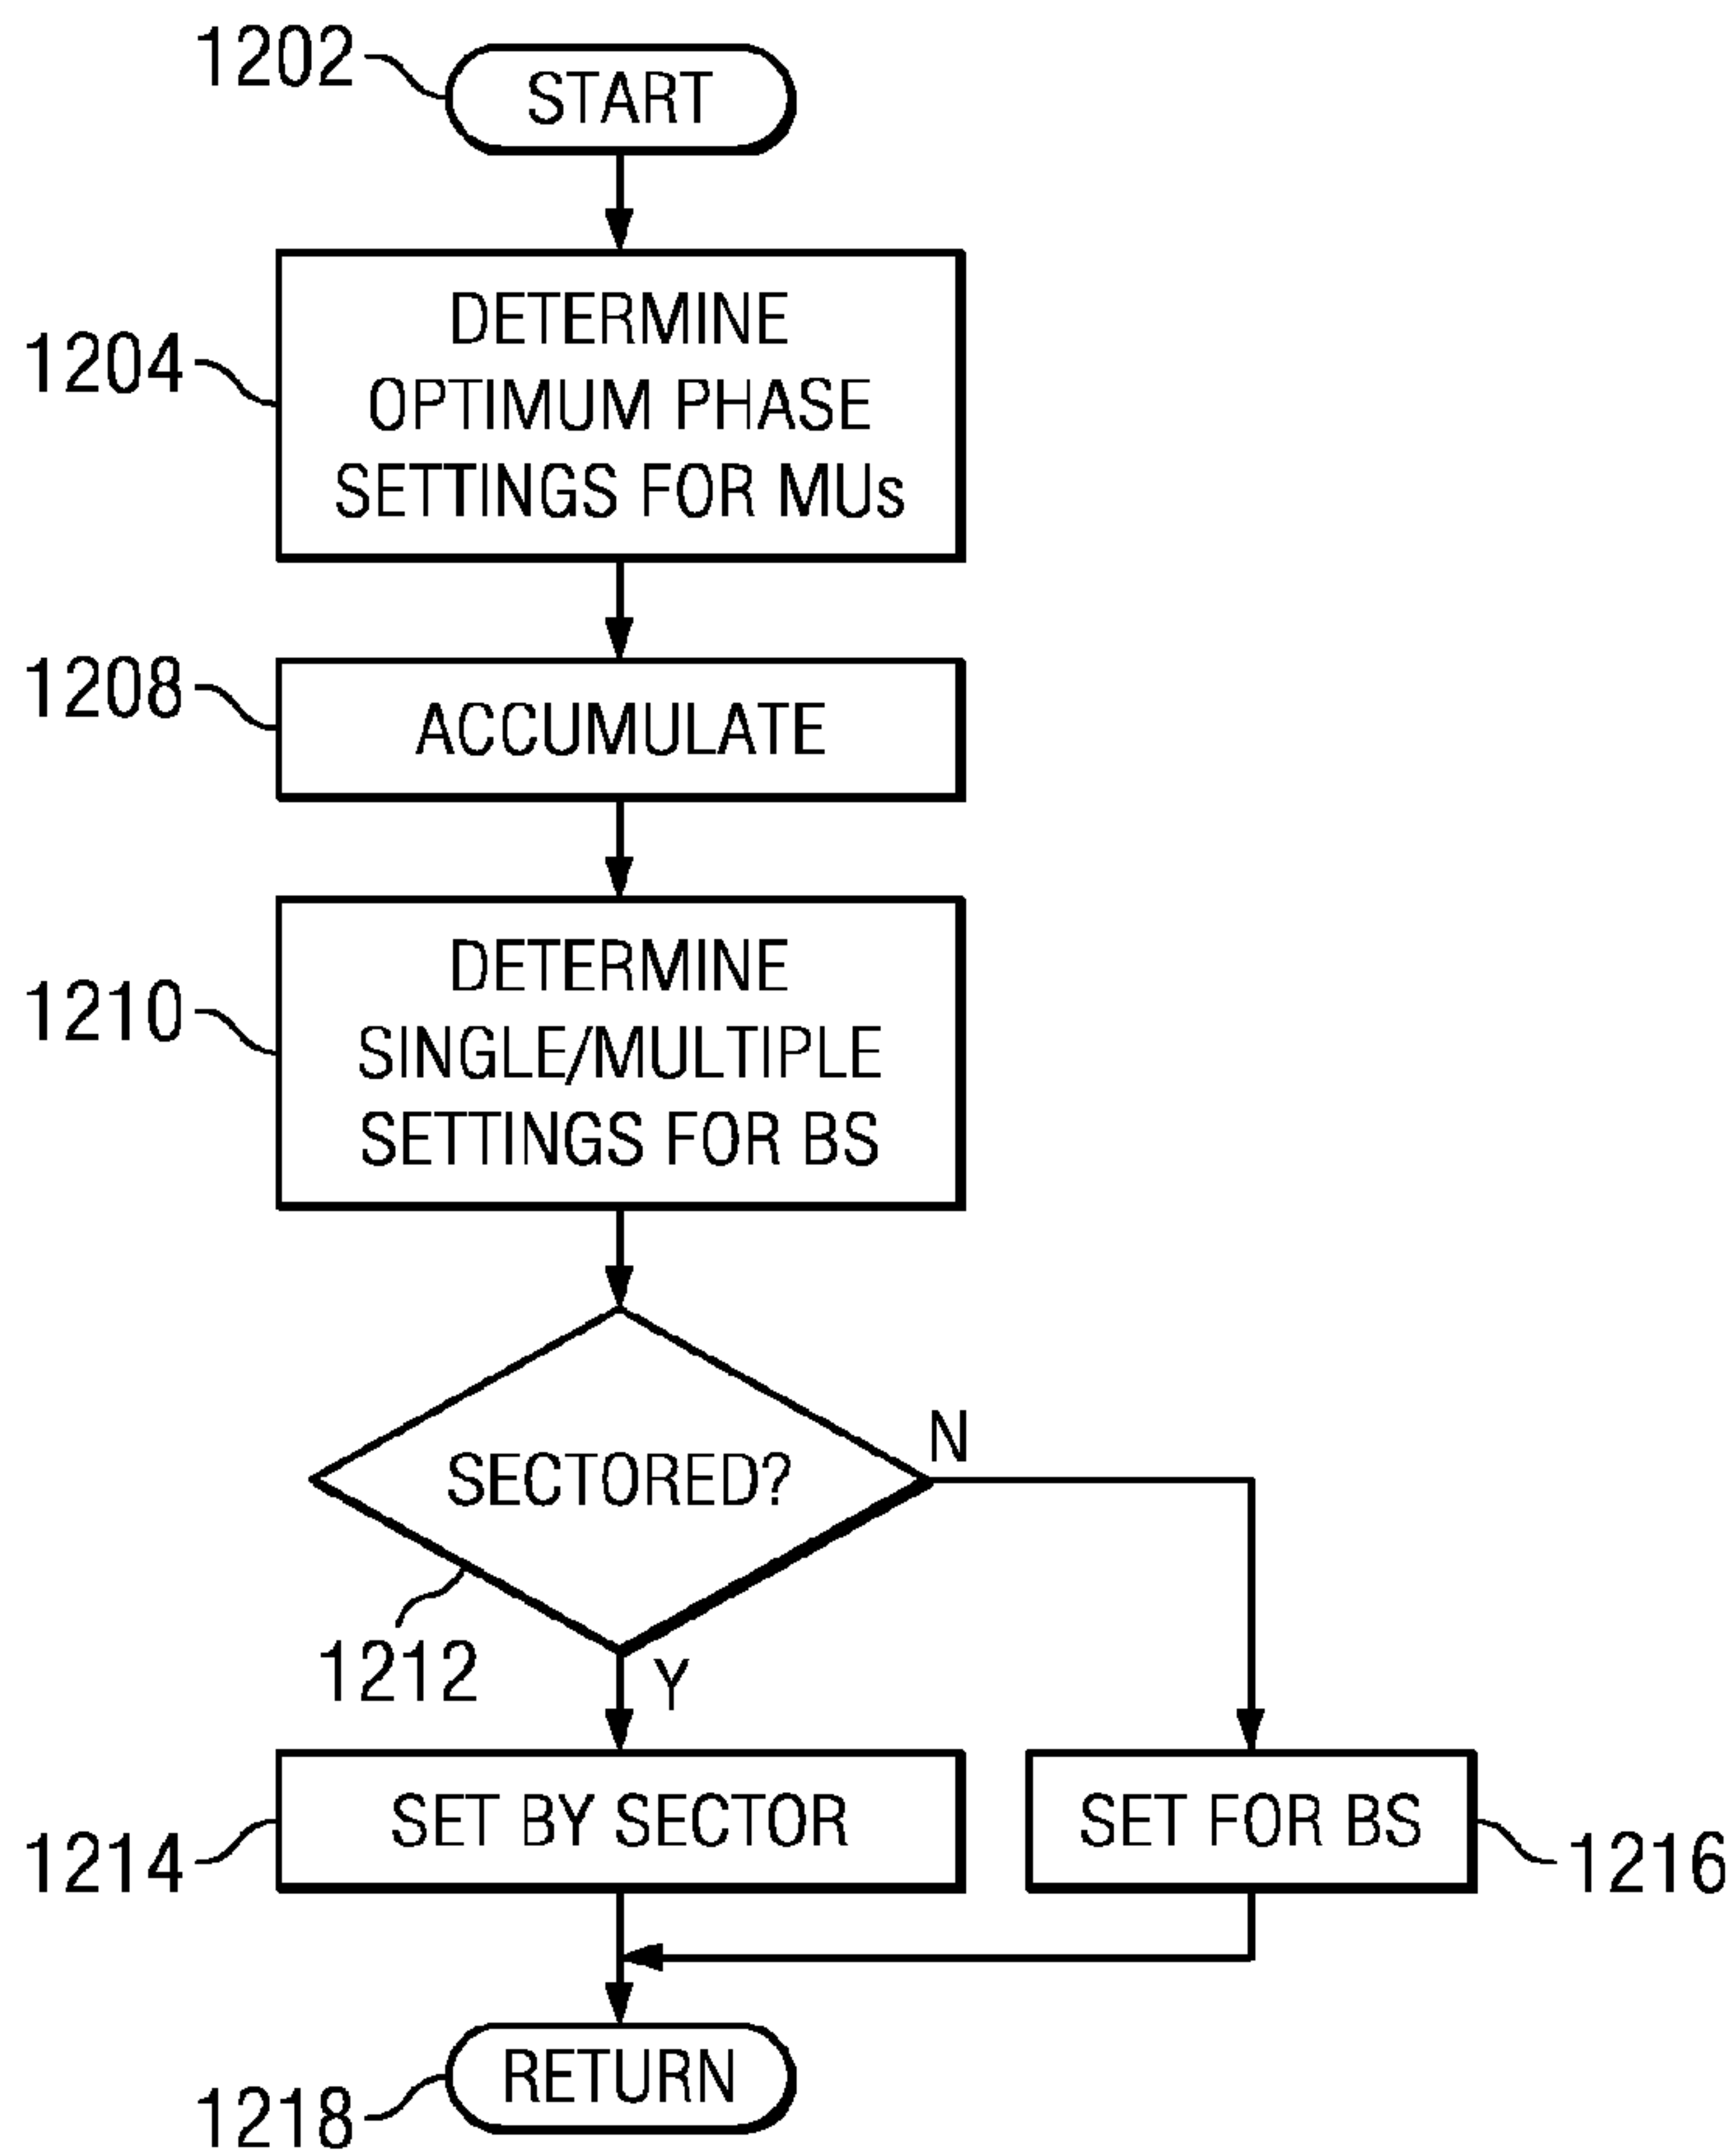 1202
START
1204
DETERMINE
OPTIMUM PHASE
SETTINGS FOR MUs
1208
ACCUMULATE
1210
DETERMINE
SINGLE/MULTIPLE
SETTINGS FOR BS
SECTORED?
N
1212
Y
1214
SET BY SECTOR
SET FOR BS
1216
RETURN
1218